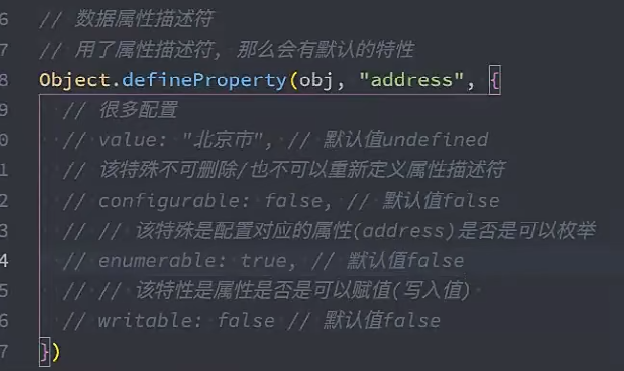 6 // 数据属性描述符
7 // 用了属性描述符, 那么会有默认的特性
8 Object.defineProperty(obj, "address", {
9 // 很多配置
0 // value: "北京市", // 默认值undefined
1 // 该特殊不可删除/也不可以重新定义属性描述符
2 // configurable: false, // 默认值false
3 // // 该特殊是配置对应的属性(address)是否是可以枚举
4 // enumerable: true, // 默认值false
5 // // 该特性是属性是否是可以赋值(写入值)
6 // writable: false // 默认值false
7 })